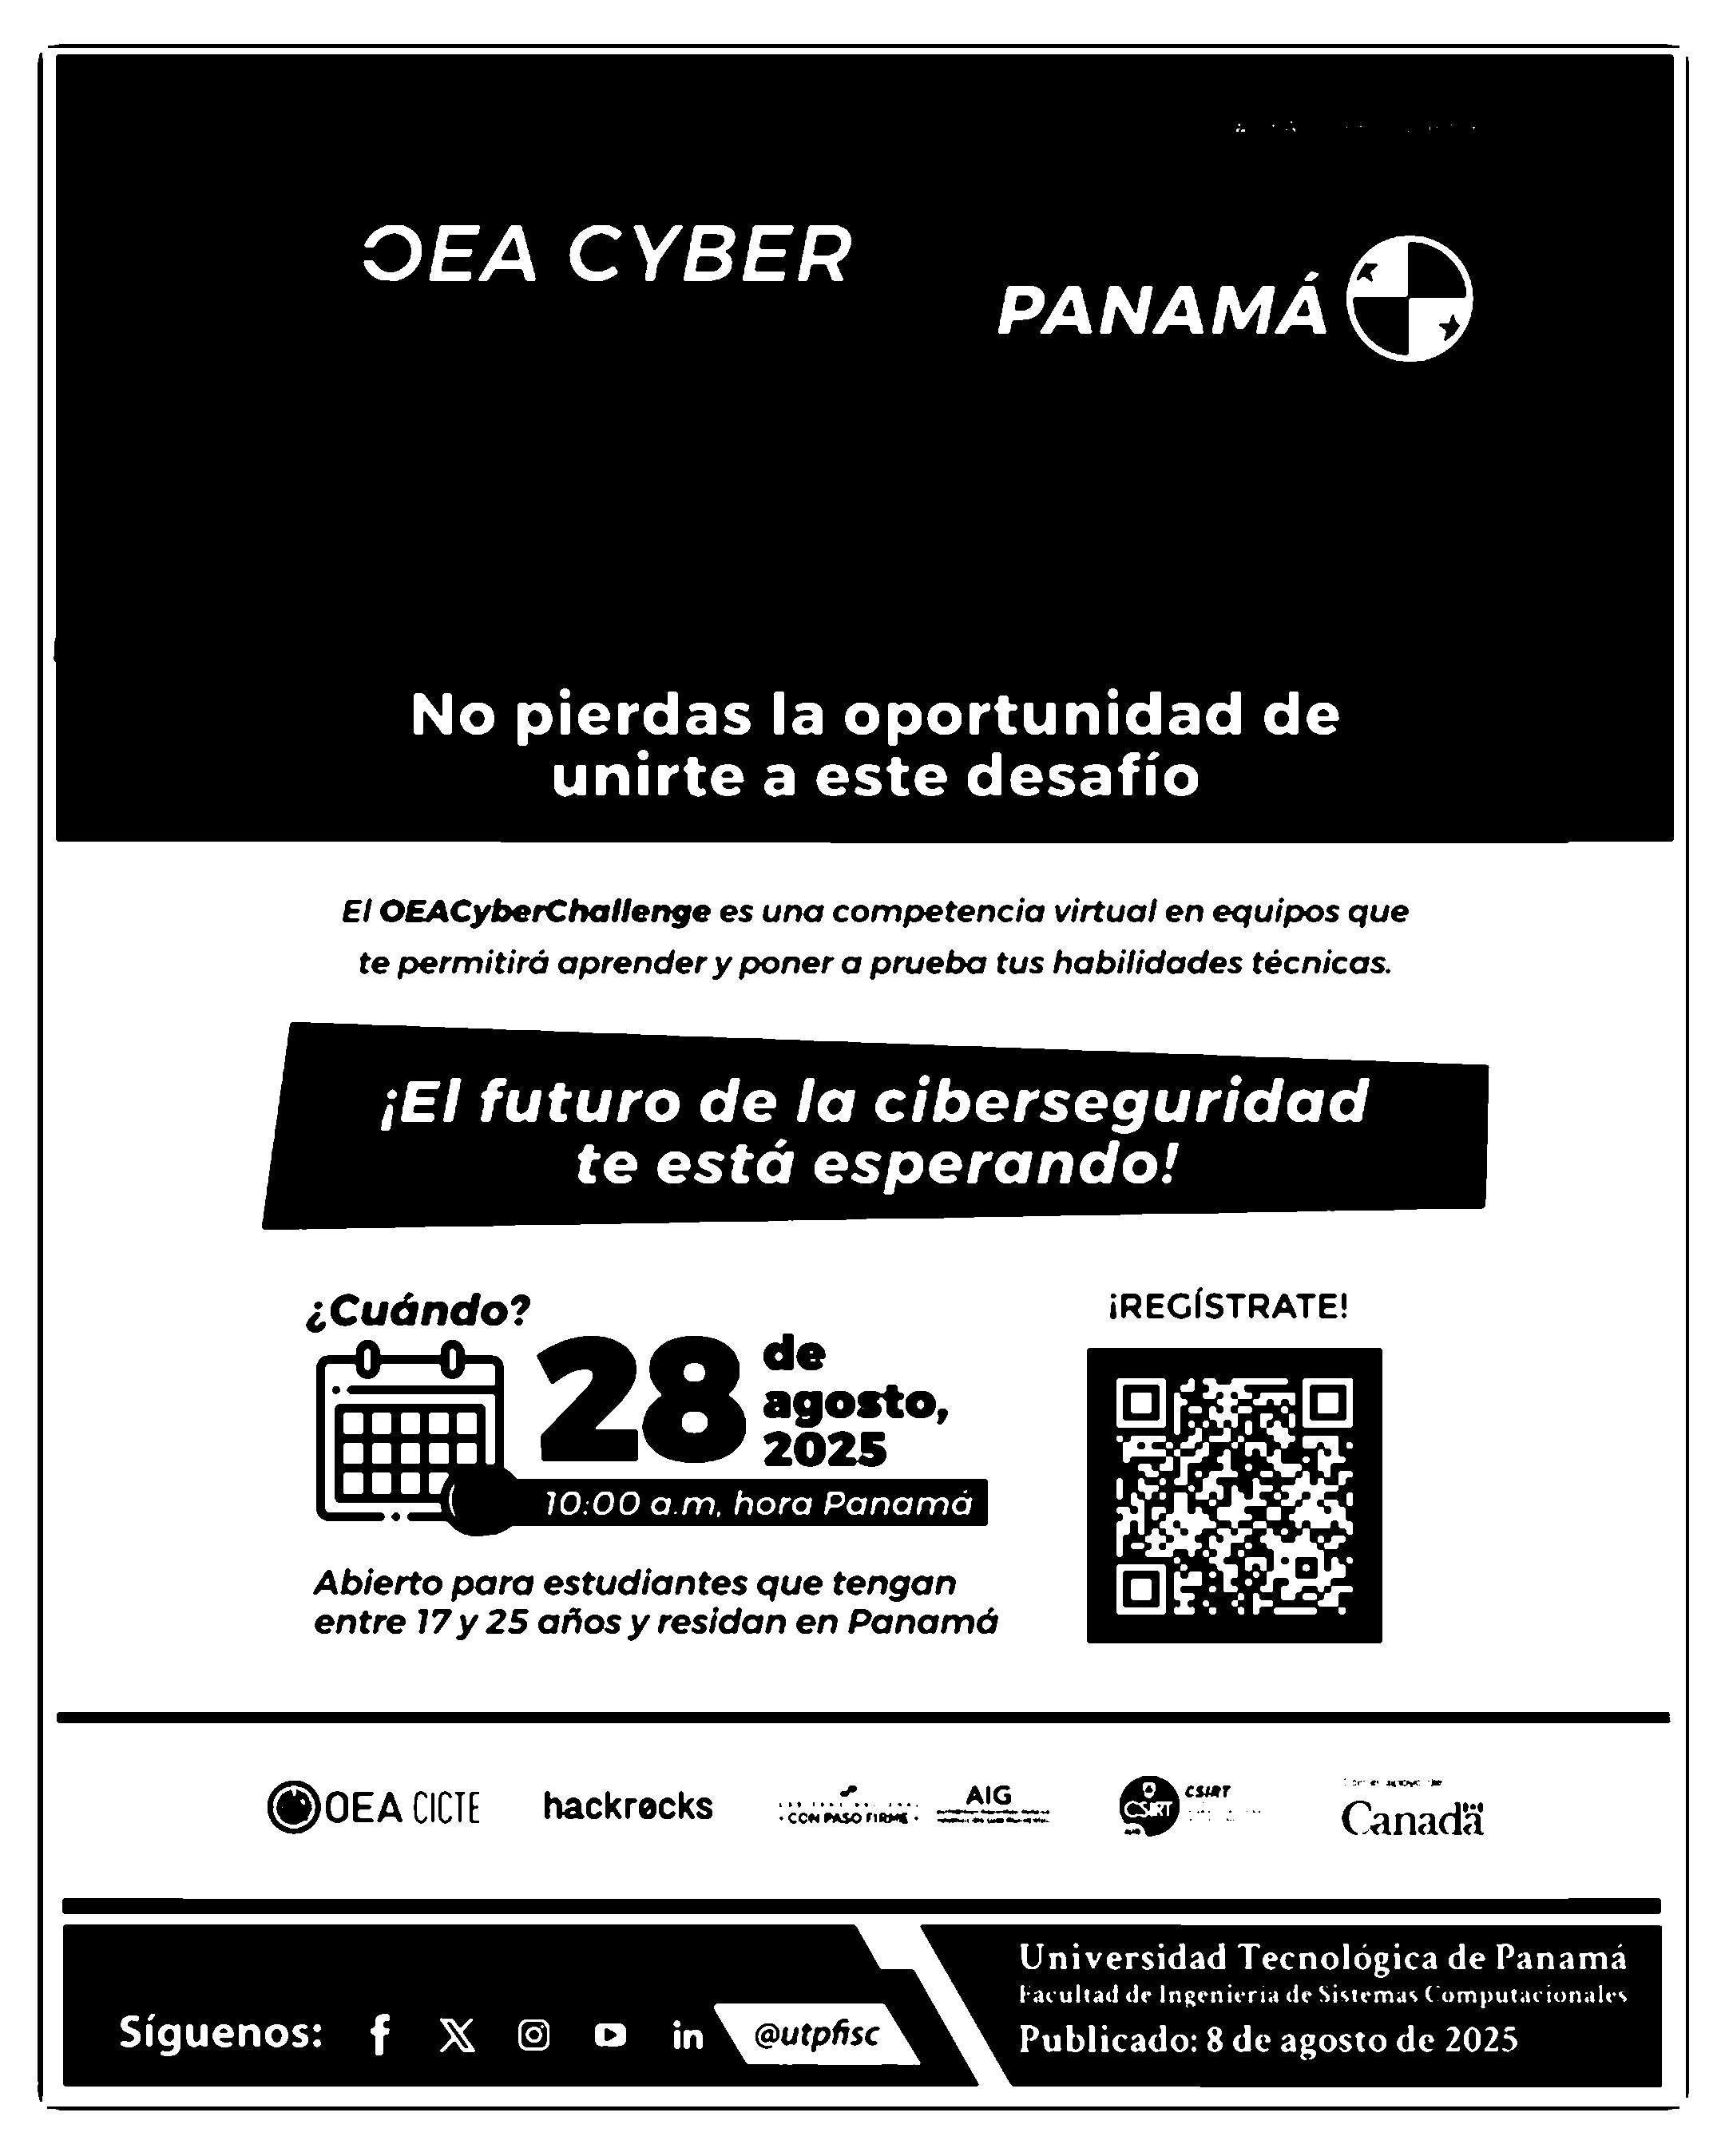 OEA CYBER
PANAMÁ
No pierdas la oportunidad de
unirte a este desafío
El OEACyberChallenge es una competencia virtual en equipos que
te permitirá aprender y poner a prueba tus habilidades técnicas.
¡El futuro de la ciberseguridad
te está esperando!
¿Cuándo?
28 de
agosto,
2025
10:00 a.m, hora Panamá
Abierto para estudiantes que tengan
entre 17 y 25 años y residan en Panamá
¡REGÍSTRATE!
OEA CICTE
hackrocks
• CON PASO FIRME •
AIG
CSIRT
CSIRT
Canadä
Síguenos:
@utpfisc
Universidad Tecnológica de Panamá
Facultad de Ingeniería de Sistemas Computacionales
Publicado: 8 de agosto de 2025